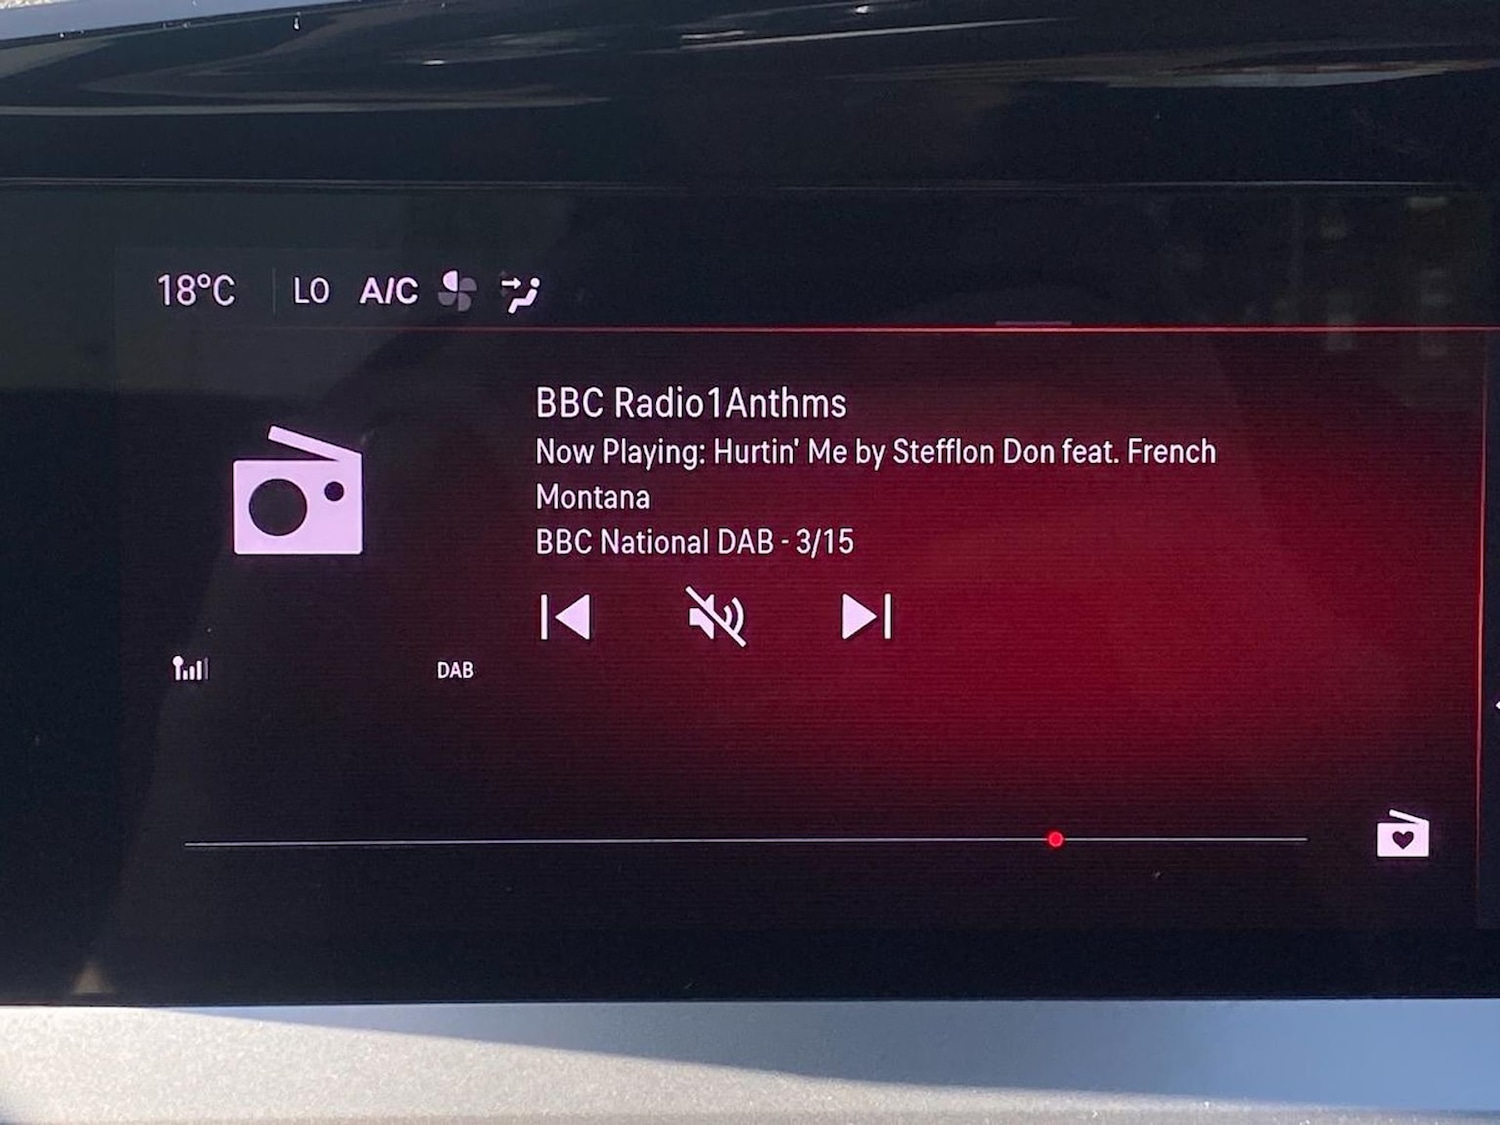 18°C LO A/C
BBC Radio1Anthms
Now Playing: Hurtin' Me by Stefflon Don feat. French
Montana
BBC National DAB - 3/15
DAB